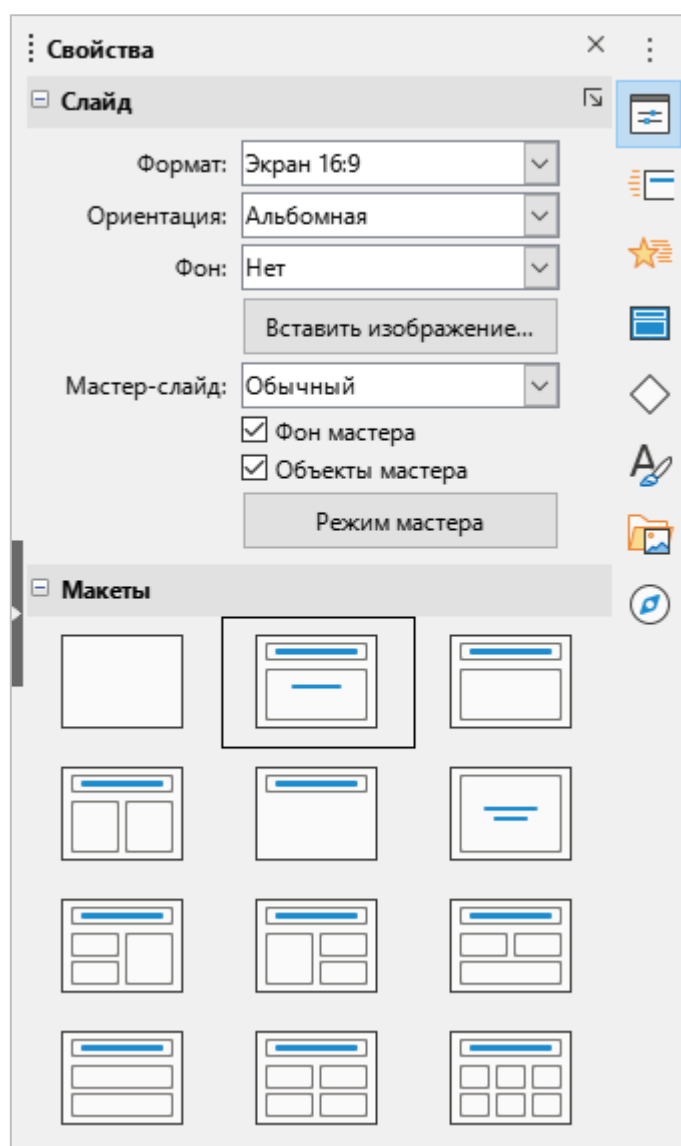 Свойства
Слайд
Формат: Экран 16:9
Ориентация: Альбомная
Фон: Нет
Вставить изображение...
Мастер-слайд: Обычный
Фон мастера
Объекты мастера
Режим мастера
Макеты